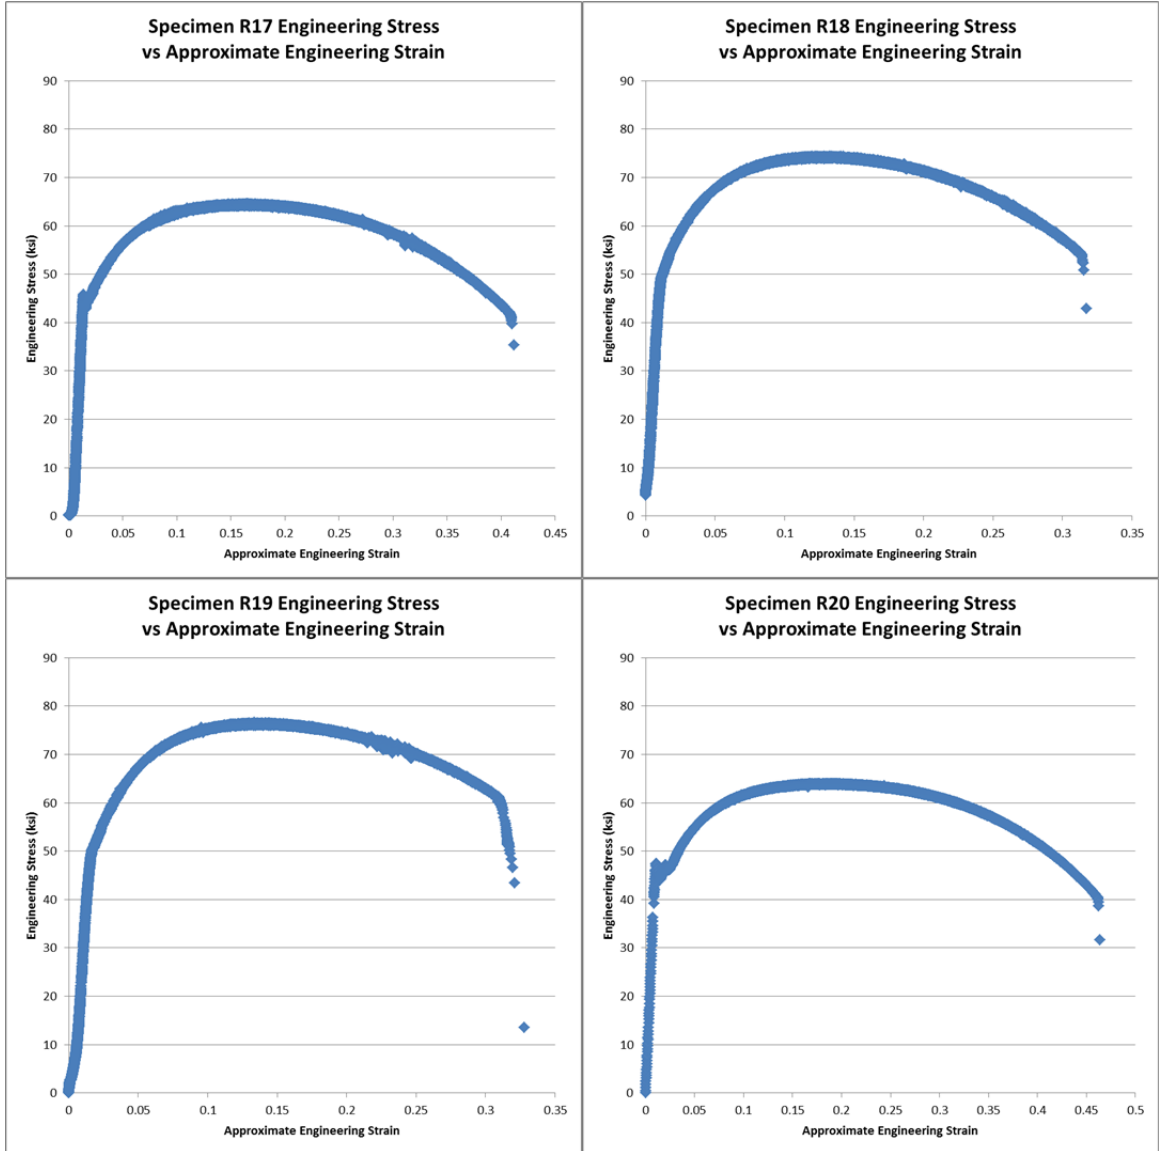 Specimen R17 Engineering Stress
vs Approximate Engineering Strain
90
80
70
60
50
40
30
20
10
0
Engineering Stress (ksi)
0 0.05 0.1 0.15 0.2 0.25 0.3 0.35 0.4 0.45
Approximate Engineering Strain
Specimen R18 Engineering Stress
vs Approximate Engineering Strain
90
80
70
60
50
40
30
20
10
0
Engineering Stress (ksi)
0 0.05 0.1 0.15 0.2 0.25 0.3 0.35
Approximate Engineering Strain
Specimen R19 Engineering Stress
vs Approximate Engineering Strain
90
80
70
60
50
40
30
20
10
0
Engineering Stress (ksi)
0 0.05 0.1 0.15 0.2 0.25 0.3 0.35
Approximate Engineering Strain
Specimen R20 Engineering Stress
vs Approximate Engineering Strain
90
80
70
60
50
40
30
20
10
0
Engineering Stress (ksi)
0 0.05 0.1 0.15 0.2 0.25 0.3 0.35 0.4 0.45 0.5
Approximate Engineering Strain